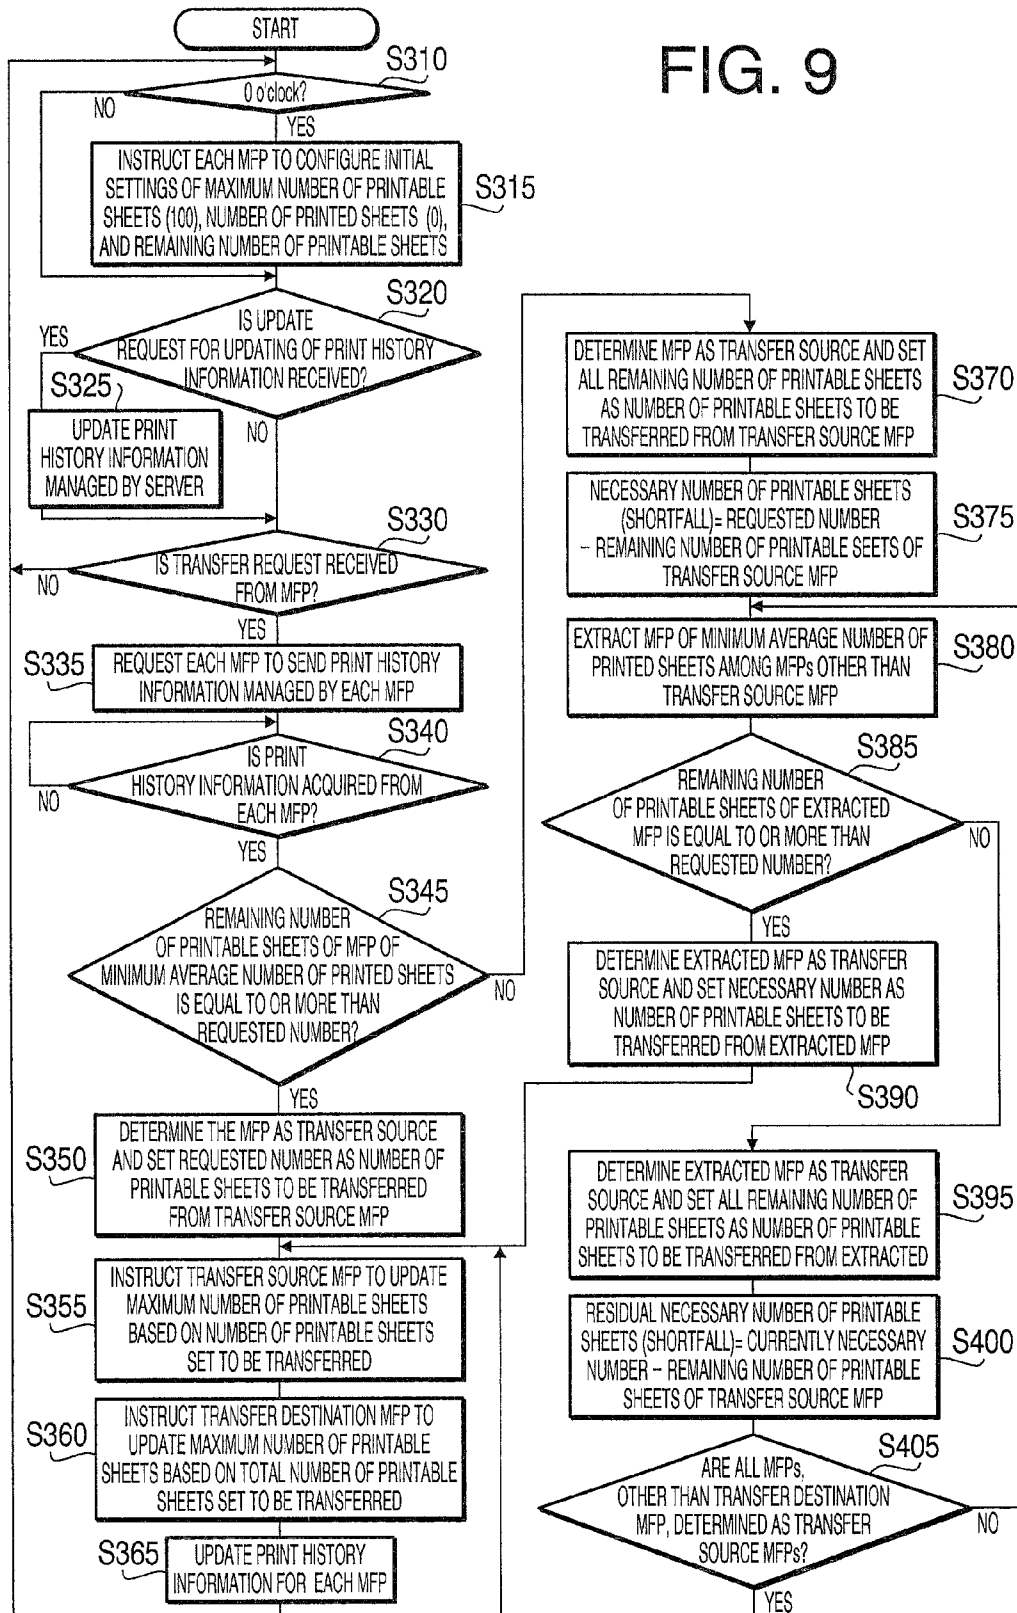 FIG. 9
START
S310
0 o'clock?
NO
YES
INSTRUCT EACH MFP TO CONFIGURE INITIAL
SETTINGS OF MAXIMUM NUMBER OF PRINTABLE
SHEETS (100), NUMBER OF PRINTED SHEETS (0),
AND REMAINING NUMBER OF PRINTABLE SHEETS
S315
S320
IS UPDATE
REQUEST FOR UPDATING OF PRINT HISTORY
INFORMATION RECEIVED?
YES
NO
S325
UPDATE PRINT
HISTORY INFORMATION
MANAGED BY SERVER
S330
IS TRANSFER REQUEST RECEIVED
FROM MFP?
NO
YES
S335
REQUEST EACH MFP TO SEND PRINT HISTORY
INFORMATION MANAGED BY EACH MFP
S340
IS PRINT
HISTORY INFORMATION ACQUIRED FROM
EACH MFP?
NO
YES
S345
REMAINING NUMBER
OF PRINTABLE SHEETS OF MFP OF
MINIMUM AVERAGE NUMBER OF PRINTED SHEETS
IS EQUAL TO OR MORE THAN
REQUESTED NUMBER?
NO
YES
S350
DETERMINE THE MFP AS TRANSFER SOURCE
AND SET REQUESTED NUMBER AS NUMBER OF
PRINTABLE SHEETS TO BE TRANSFERRED
FROM TRANSFER SOURCE MFP
S355
INSTRUCT TRANSFER SOURCE MFP TO UPDATE
MAXIMUM NUMBER OF PRINTABLE SHEETS
BASED ON NUMBER OF PRINTABLE SHEETS
SET TO BE TRANSFERRED
S360
INSTRUCT TRANSFER DESTINATION MFP TO
UPDATE MAXIMUM NUMBER OF PRINTABLE
SHEETS BASED ON TOTAL NUMBER OF PRINTABLE
SHEETS SET TO BE TRANSFERRED
S365
UPDATE PRINT HISTORY
INFORMATION FOR EACH MFP
DETERMINE MFP AS TRANSFER SOURCE AND SET
ALL REMAINING NUMBER OF PRINTABLE SHEETS
AS NUMBER OF PRINTABLE SHEETS TO BE
TRANSFERRED FROM TRANSFER SOURCE MFP
S370
NECESSARY NUMBER OF PRINTABLE SHEETS
(SHORTFALL)= REQUESTED NUMBER
– REMAINING NUMBER OF PRINTABLE SEETS OF
TRANSFER SOURCE MFP
S375
EXTRACT MFP OF MINIMUM AVERAGE NUMBER OF
PRINTED SHEETS AMONG MFPs OTHER THAN
TRANSFER SOURCE MFP
S380
S385
REMAINING NUMBER
OF PRINTABLE SHEETS OF EXTRACTED
MFP IS EQUAL TO OR MORE THAN
REQUESTED NUMBER?
NO
YES
DETERMINE EXTRACTED MFP AS TRANSFER
SOURCE AND SET NECESSARY NUMBER AS
NUMBER OF PRINTABLE SHEETS TO BE
TRANSFERRED FROM EXTRACTED MFP
S390
DETERMINE EXTRACTED MFP AS TRANSFER
SOURCE AND SET ALL REMAINING NUMBER OF
PRINTABLE SHEETS AS NUMBER OF PRINTABLE
SHEETS TO BE TRANSFERRED FROM EXTRACTED
S395
RESIDUAL NECESSARY NUMBER OF PRINTABLE
SHEETS (SHORTFALL)= CURRENTLY NECESSARY
NUMBER – REMAINING NUMBER OF PRINTABLE
SHEETS OF TRANSFER SOURCE MFP
S400
S405
ARE ALL MFPs,
OTHER THAN TRANSFER DESTINATION
MFP, DETERMINED AS TRANSFER
SOURCE MFPs?
NO
YES